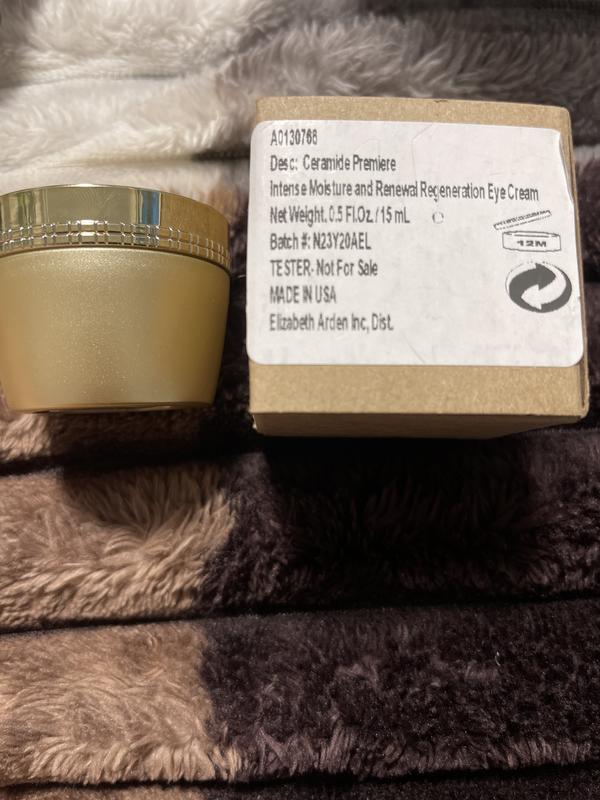 A0130768
Desc: Ceramide Premiere
Intense Moisture and Renewal Regeneration Eye Cream
Net Weight. 0.5 Fl.Oz. / 15 mL ℮
Batch #: N23Y20AEL
TESTER- Not For Sale
MADE IN USA
Elizabeth Arden Inc, Dist.
12M